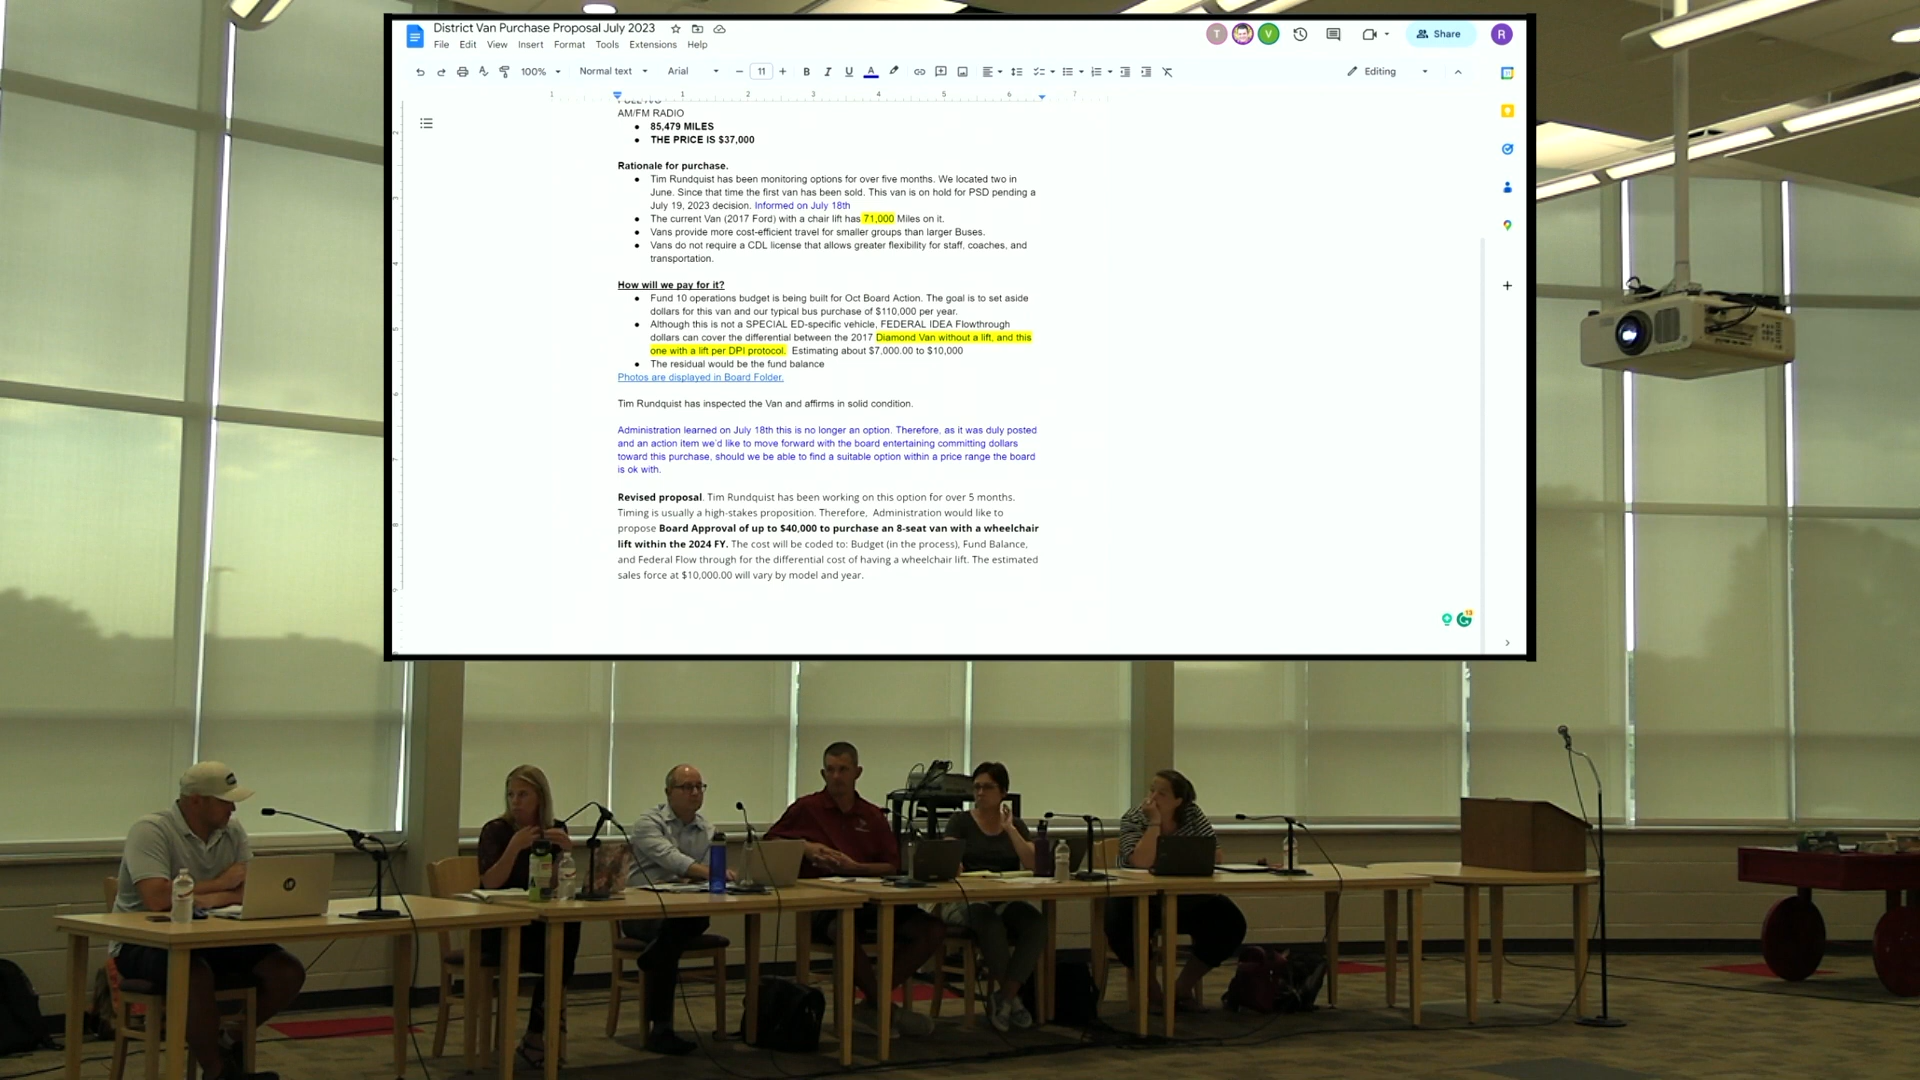 District Van Purchase Proposal July 2023
T
V
Share
R
File Edit View Insert Format Tools Extensions Help
100% Normal text Arial 11 B I U A Editing
1 1 2 3 4 5 6 7
AM/FM RADIO
85,479 MILES
THE PRICE IS $37,000
Rationale for purchase.
Tim Rundquist has been monitoring options for over five months. We located two in
June. Since that time the first van has been sold. This van is on hold for PSD pending a
July 19, 2023 decision. Informed on July 18th
The current Van (2017 Ford) with a chair lift has 71,000 Miles on it.
Vans provide more cost-efficient travel for smaller groups than larger Buses.
Vans do not require a CDL license that allows greater flexibility for staff, coaches, and
transportation.
How will we pay for it?
Fund 10 operations budget is being built for Oct Board Action. The goal is to set aside
dollars for this van and our typical bus purchase of $110,000 per year.
Although this is not a SPECIAL ED-specific vehicle, FEDERAL IDEA Flowthrough
dollars can cover the differential between the 2017 Diamond Van without a lift, and this
one with a lift per DPI protocol. Estimating about $7,000.00 to $10,000
The residual would be the fund balance
Photos are displayed in Board Folder.
Tim Rundquist has inspected the Van and affirms in solid condition.
Administration learned on July 18th this is no longer an option. Therefore, as it was duly posted
and an action item we'd like to move forward with the board entertaining committing dollars
toward this purchase, should we be able to find a suitable option within a price range the board
is ok with.
Revised proposal. Tim Rundquist has been working on this option for over 5 months.
Timing is usually a high-stakes proposition. Therefore, Administration would like to
propose Board Approval of up to $40,000 to purchase an 8-seat van with a wheelchair
lift within the 2024 FY. The cost will be coded to: Budget (in the process), Fund Balance,
and Federal Flow through for the differential cost of having a wheelchair lift. The estimated
sales force at $10,000.00 will vary by model and year.